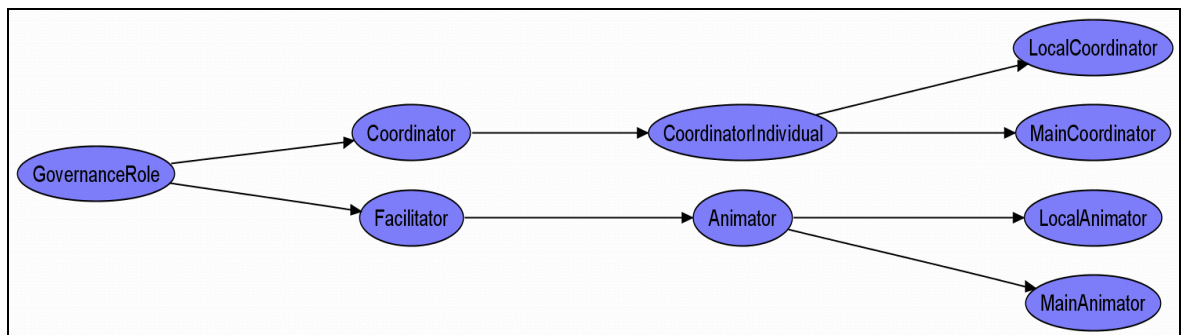 LocalCoordinator
Coordinator
CoordinatorIndividual
MainCoordinator
GovernanceRole
Facilitator
Animator
LocalAnimator
MainAnimator